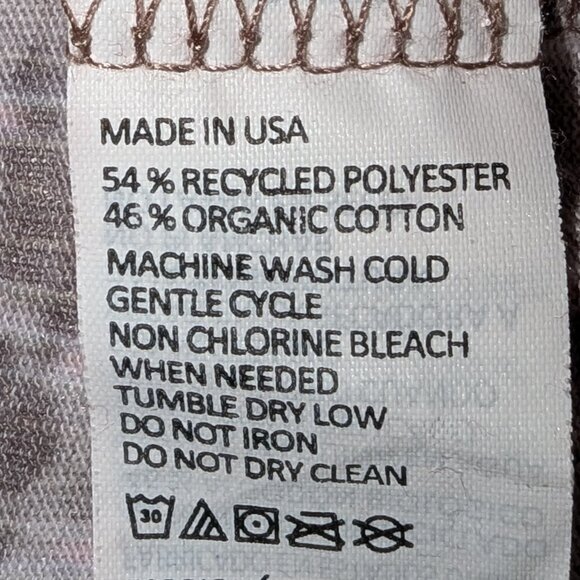 MADE IN USA
54 % RECYCLED POLYESTER
46 % ORGANIC COTTON
MACHINE WASH COLD
GENTLE CYCLE
NON CHLORINE BLEACH
WHEN NEEDED
TUMBLE DRY LOW
DO NOT IRON
DO NOT DRY CLEAN
30